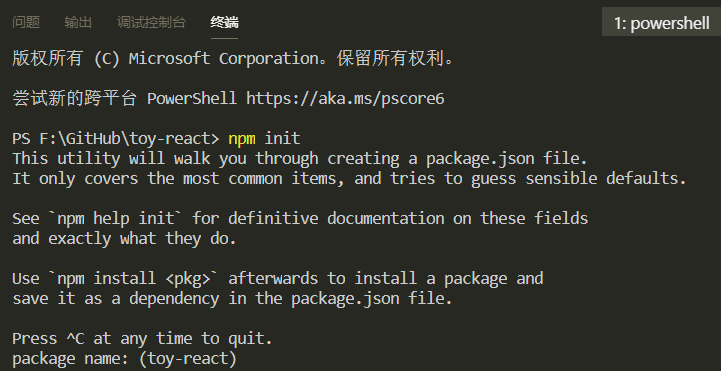 问题 输出 调试控制台 终端 1: powershell
版权所有 (C) Microsoft Corporation。保留所有权利。
尝试新的跨平台 PowerShell https://aka.ms/pscore6
PS F:\GitHub\toy-react> npm init
This utility will walk you through creating a package.json file.
It only covers the most common items, and tries to guess sensible defaults.
See `npm help init` for definitive documentation on these fields
and exactly what they do.
Use `npm install <pkg>` afterwards to install a package and
save it as a dependency in the package.json file.
Press ^C at any time to quit.
package name: (toy-react)